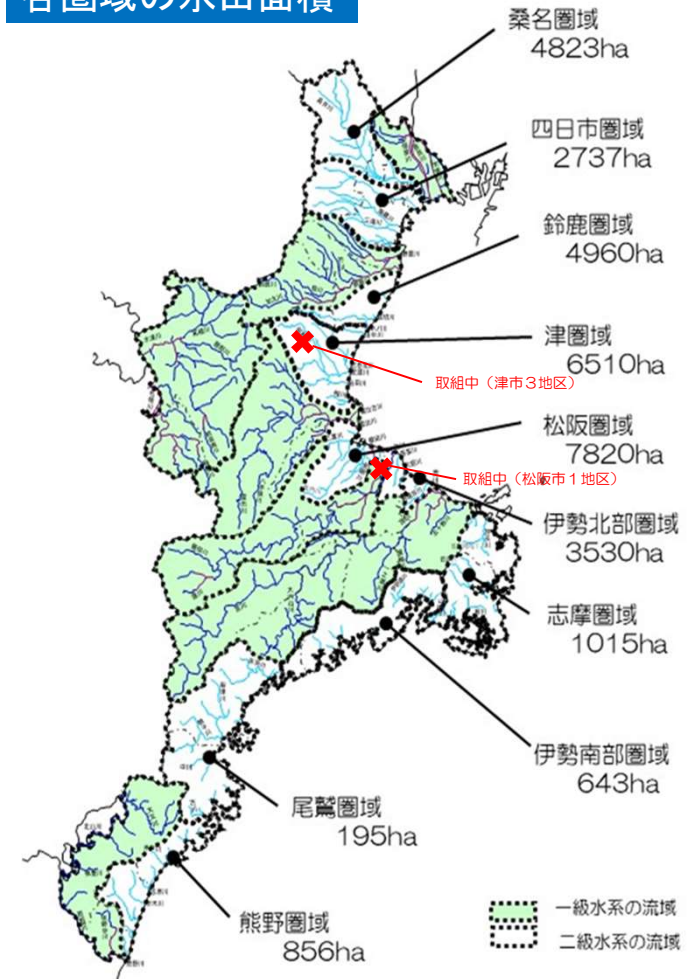 各圏域の水田面積
桑名圏域
4823ha
四日市圏域
2737ha
鈴鹿圏域
4960ha
津圏域
6510ha
取組中（津市３地区）
松阪圏域
7820ha
取組中（松阪市１地区）
伊勢北部圏域
3530ha
志摩圏域
1015ha
伊勢南部圏域
643ha
尾鷲圏域
195ha
熊野圏域
856ha
一級水系の流域
二級水系の流域